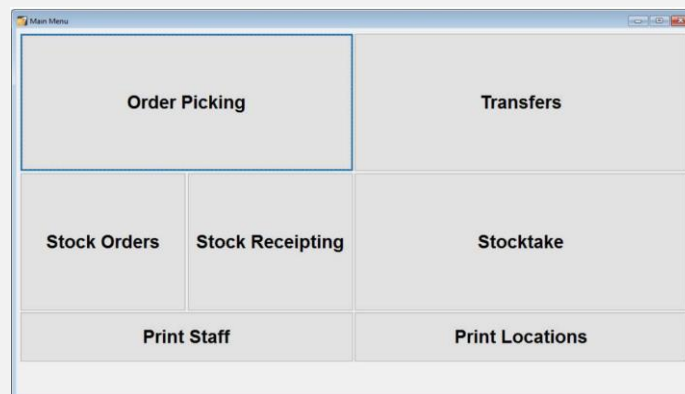 Main Menu
Order Picking
Transfers
Stock Orders
Stock Receipting
Stocktake
Print Staff
Print Locations